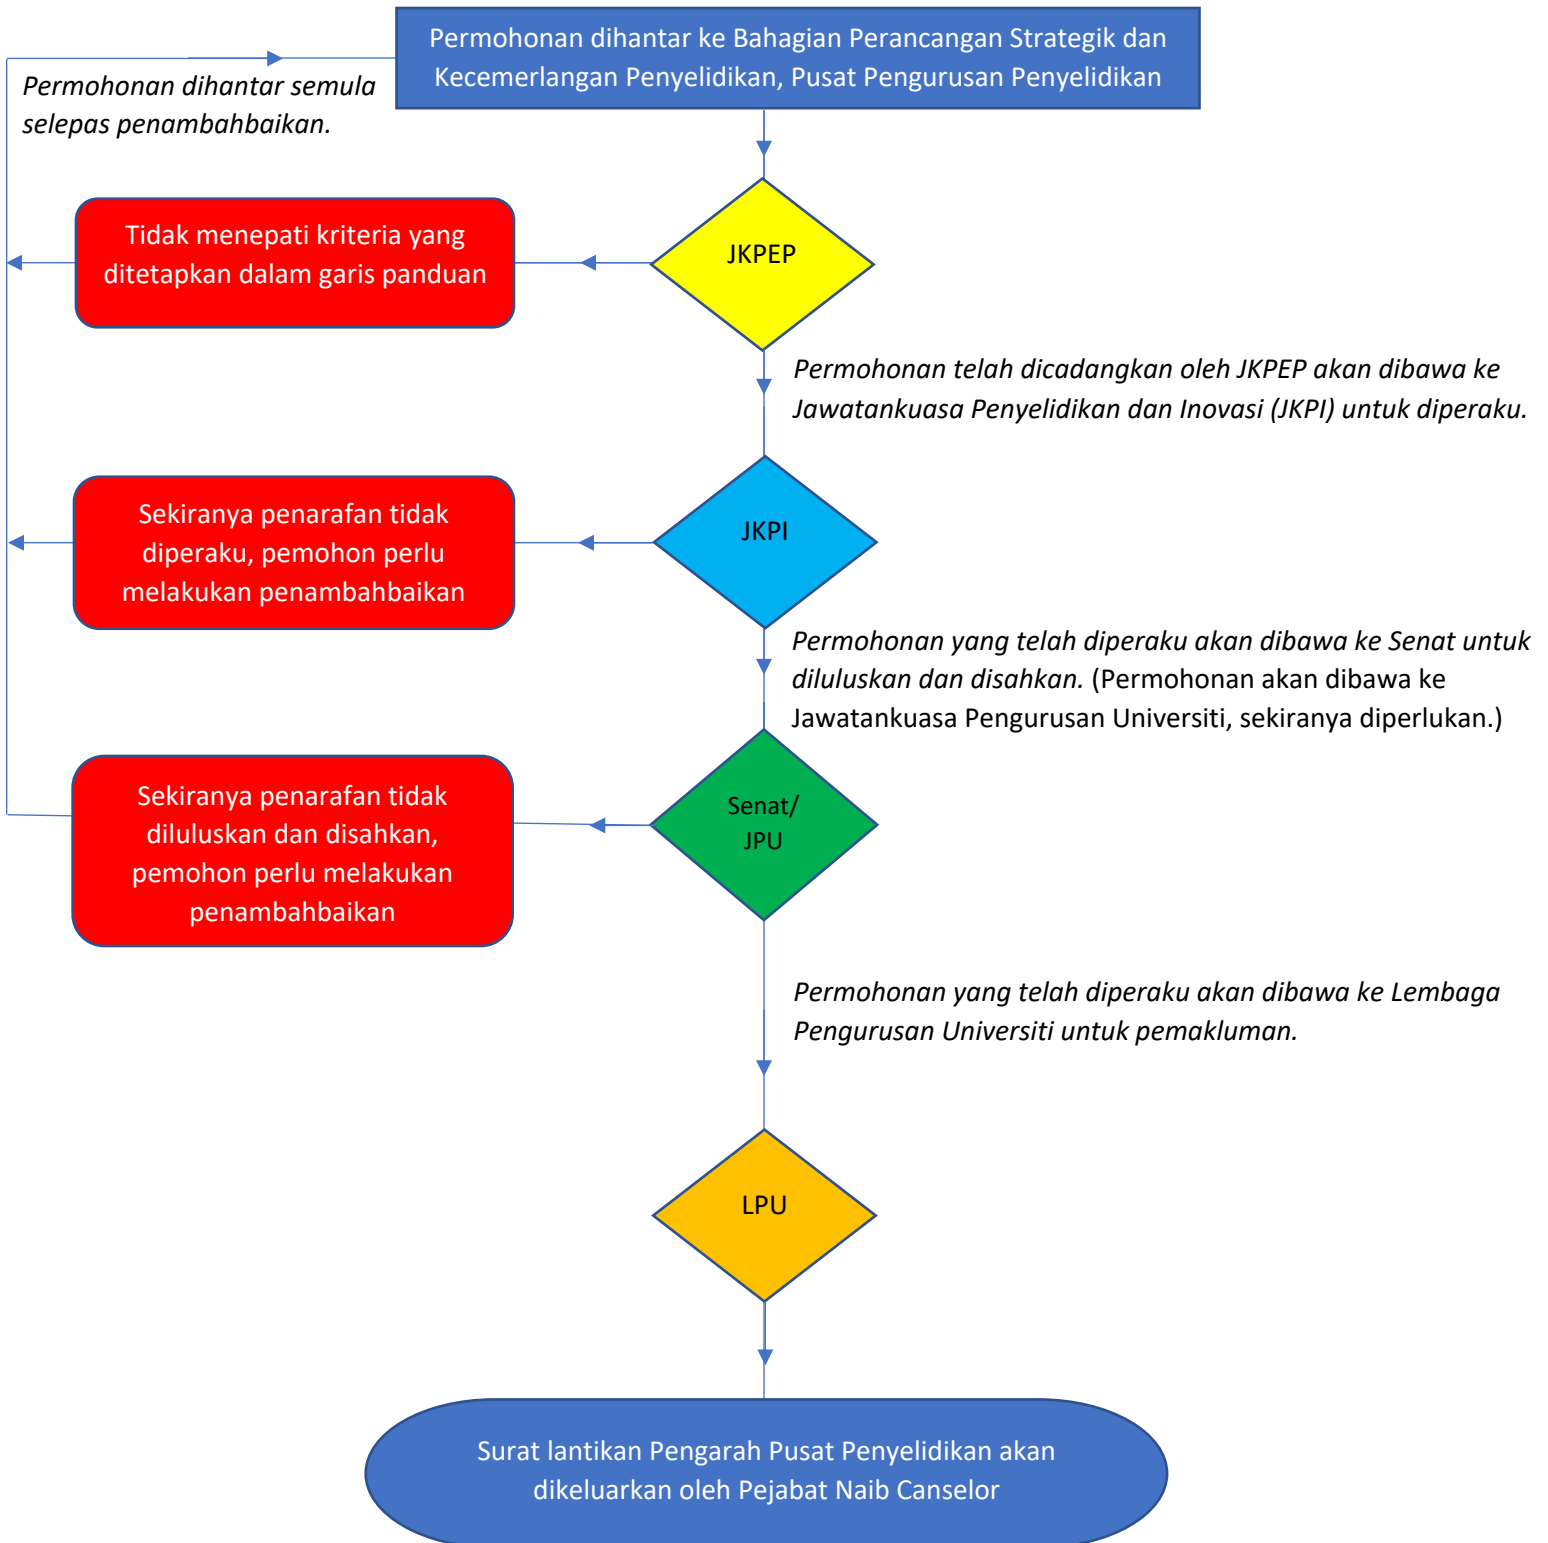 Permohonan dihantar ke Bahagian Perancangan Strategik dan
Kecemerlangan Penyelidikan, Pusat Pengurusan Penyelidikan
Permohonan dihantar semula
selepas penambahbaikan.
JKPEP
Tidak menepati kriteria yang
ditetapkan dalam garis panduan
Permohonan telah dicadangkan oleh JKPEP akan dibawa ke
Jawatankuasa Penyelidikan dan Inovasi (JKPI) untuk diperaku.
JKPI
Sekiranya penarafan tidak
diperaku, pemohon perlu
melakukan penambahbaikan
Permohonan yang telah diperaku akan dibawa ke Senat untuk
diluluskan dan disahkan. (Permohonan akan dibawa ke
Jawatankuasa Pengurusan Universiti, sekiranya diperlukan.)
Senat/
JPU
Sekiranya penarafan tidak
diluluskan dan disahkan,
pemohon perlu melakukan
penambahbaikan
Permohonan yang telah diperaku akan dibawa ke Lembaga
Pengurusan Universiti untuk pemakluman.
LPU
Surat lantikan Pengarah Pusat Penyelidikan akan
dikeluarkan oleh Pejabat Naib Canselor